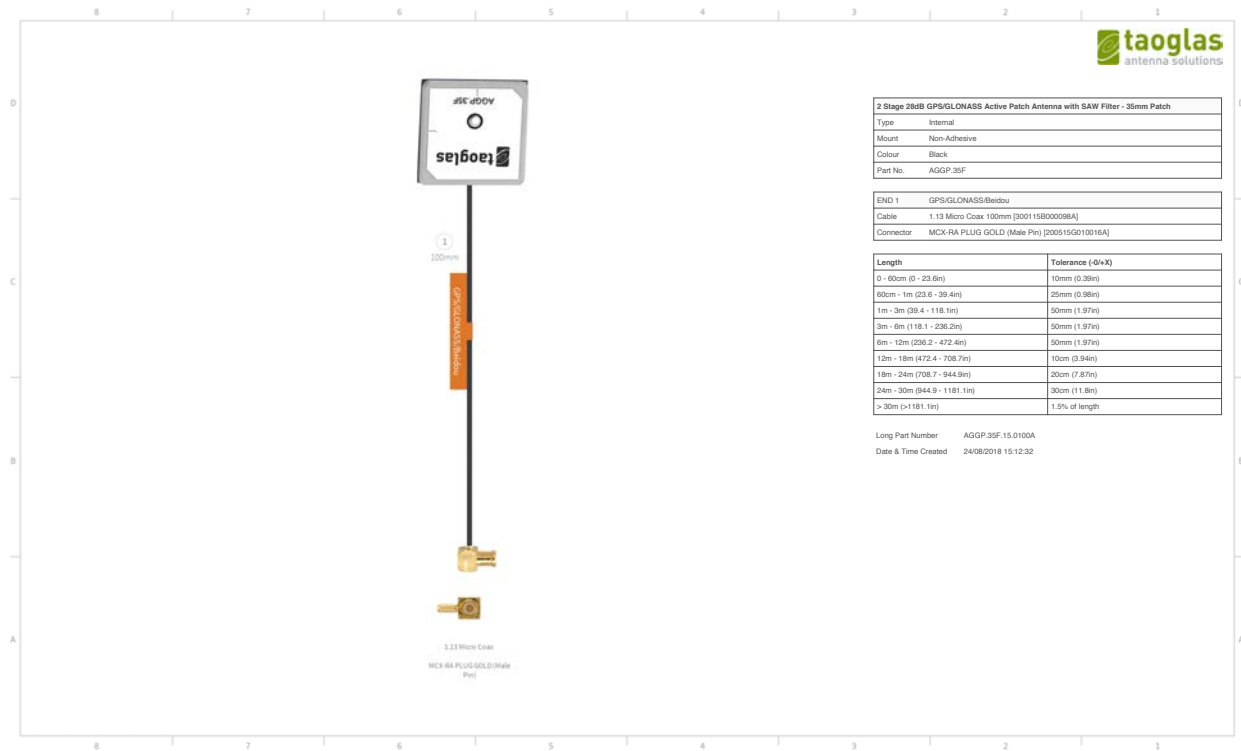 8 7 6 5 4 3 2 1
taoglas
antenna solutions
D
C
B
A
AGGP.35F
taoglas
1
100mm
GPS/GLONASS/Beidou
1.13 Micro Coax
MCX-RA PLUG GOLD (Male
Pin)
2 Stage 28dB GPS/GLONASS Active Patch Antenna with SAW Filter - 35mm Patch
Type Internal
Mount Non-Adhesive
Colour Black
Part No. AGGP.35F
END 1 GPS/GLONASS/Beidou
Cable 1.13 Micro Coax 100mm [300115B000098A]
Connector MCX-RA PLUG GOLD (Male Pin) [200515G010016A]
Length Tolerance (-0/+X)
0 - 60cm (0 - 23.6in) 10mm (0.39in)
60cm - 1m (23.6 - 39.4in) 25mm (0.98in)
1m - 3m (39.4 - 118.1in) 50mm (1.97in)
3m - 6m (118.1 - 236.2in) 50mm (1.97in)
6m - 12m (236.2 - 472.4in) 50mm (1.97in)
12m - 18m (472.4 - 708.7in) 10cm (3.94in)
18m - 24m (708.7 - 944.9in) 20cm (7.87in)
24m - 30m (944.9 - 1181.1in) 30cm (11.8in)
> 30m (>1181.1in) 1.5% of length
Long Part Number AGGP.35F.15.0100A
Date & Time Created 24/08/2018 15:12:32
8 7 6 5 4 3 2 1